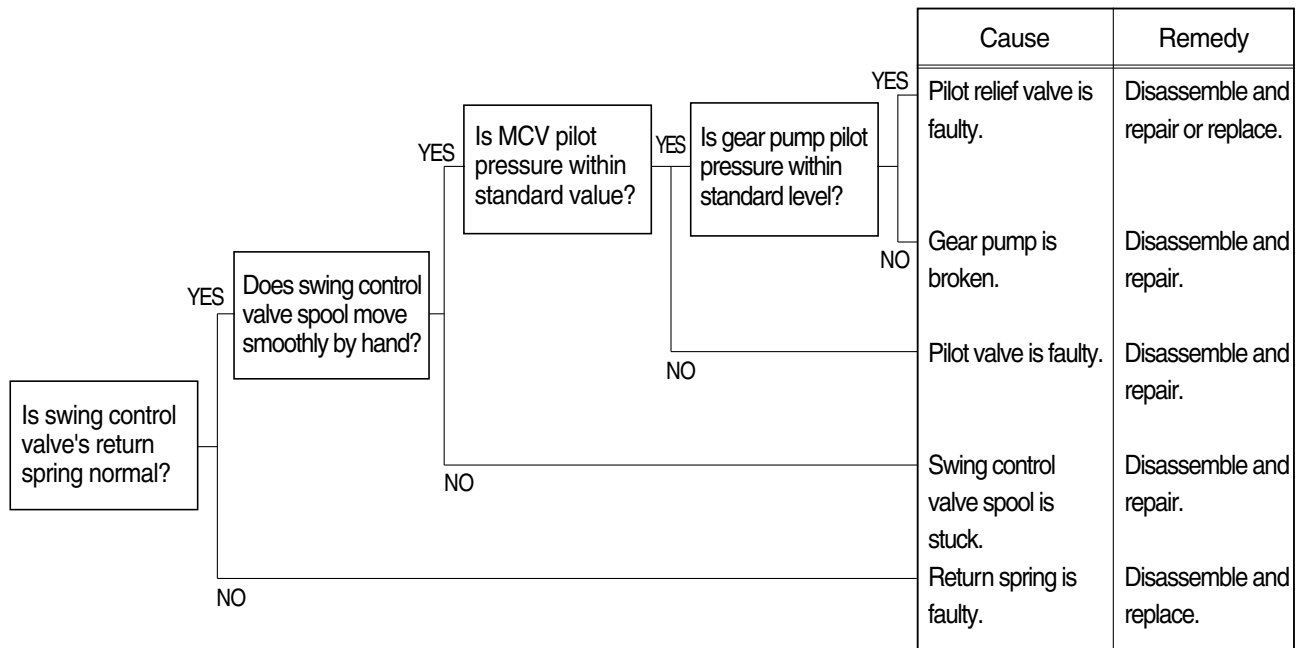 Cause
Remedy
YES
Pilot relief valve is
faulty.
Disassemble and
repair or replace.
Is MCV pilot
pressure within
standard value?
YES
YES
Is gear pump pilot
pressure within
standard level?
NO
Gear pump is
broken.
Disassemble and
repair.
YES
Does swing control
valve spool move
smoothly by hand?
NO
Pilot valve is faulty.
Disassemble and
repair.
Is swing control
valve's return
spring normal?
NO
Swing control
valve spool is
stuck.
Disassemble and
repair.
NO
Return spring is
faulty.
Disassemble and
replace.